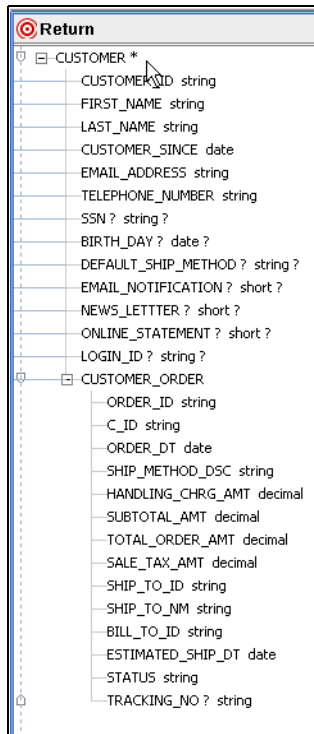 Return
CUSTOMER *
CUSTOMER_ID string
FIRST_NAME string
LAST_NAME string
CUSTOMER_SINCE date
EMAIL_ADDRESS string
TELEPHONE_NUMBER string
SSN ? string ?
BIRTH_DAY ? date ?
DEFAULT_SHIP_METHOD ? string ?
EMAIL_NOTIFICATION ? short ?
NEWS_LETTTER ? short ?
ONLINE_STATEMENT ? short ?
LOGIN_ID ? string ?
CUSTOMER_ORDER
ORDER_ID string
C_ID string
ORDER_DT date
SHIP_METHOD_DSC string
HANDLING_CHRG_AMT decimal
SUBTOTAL_AMT decimal
TOTAL_ORDER_AMT decimal
SALE_TAX_AMT decimal
SHIP_TO_ID string
SHIP_TO_NM string
BILL_TO_ID string
ESTIMATED_SHIP_DT date
STATUS string
TRACKING_NO ? string